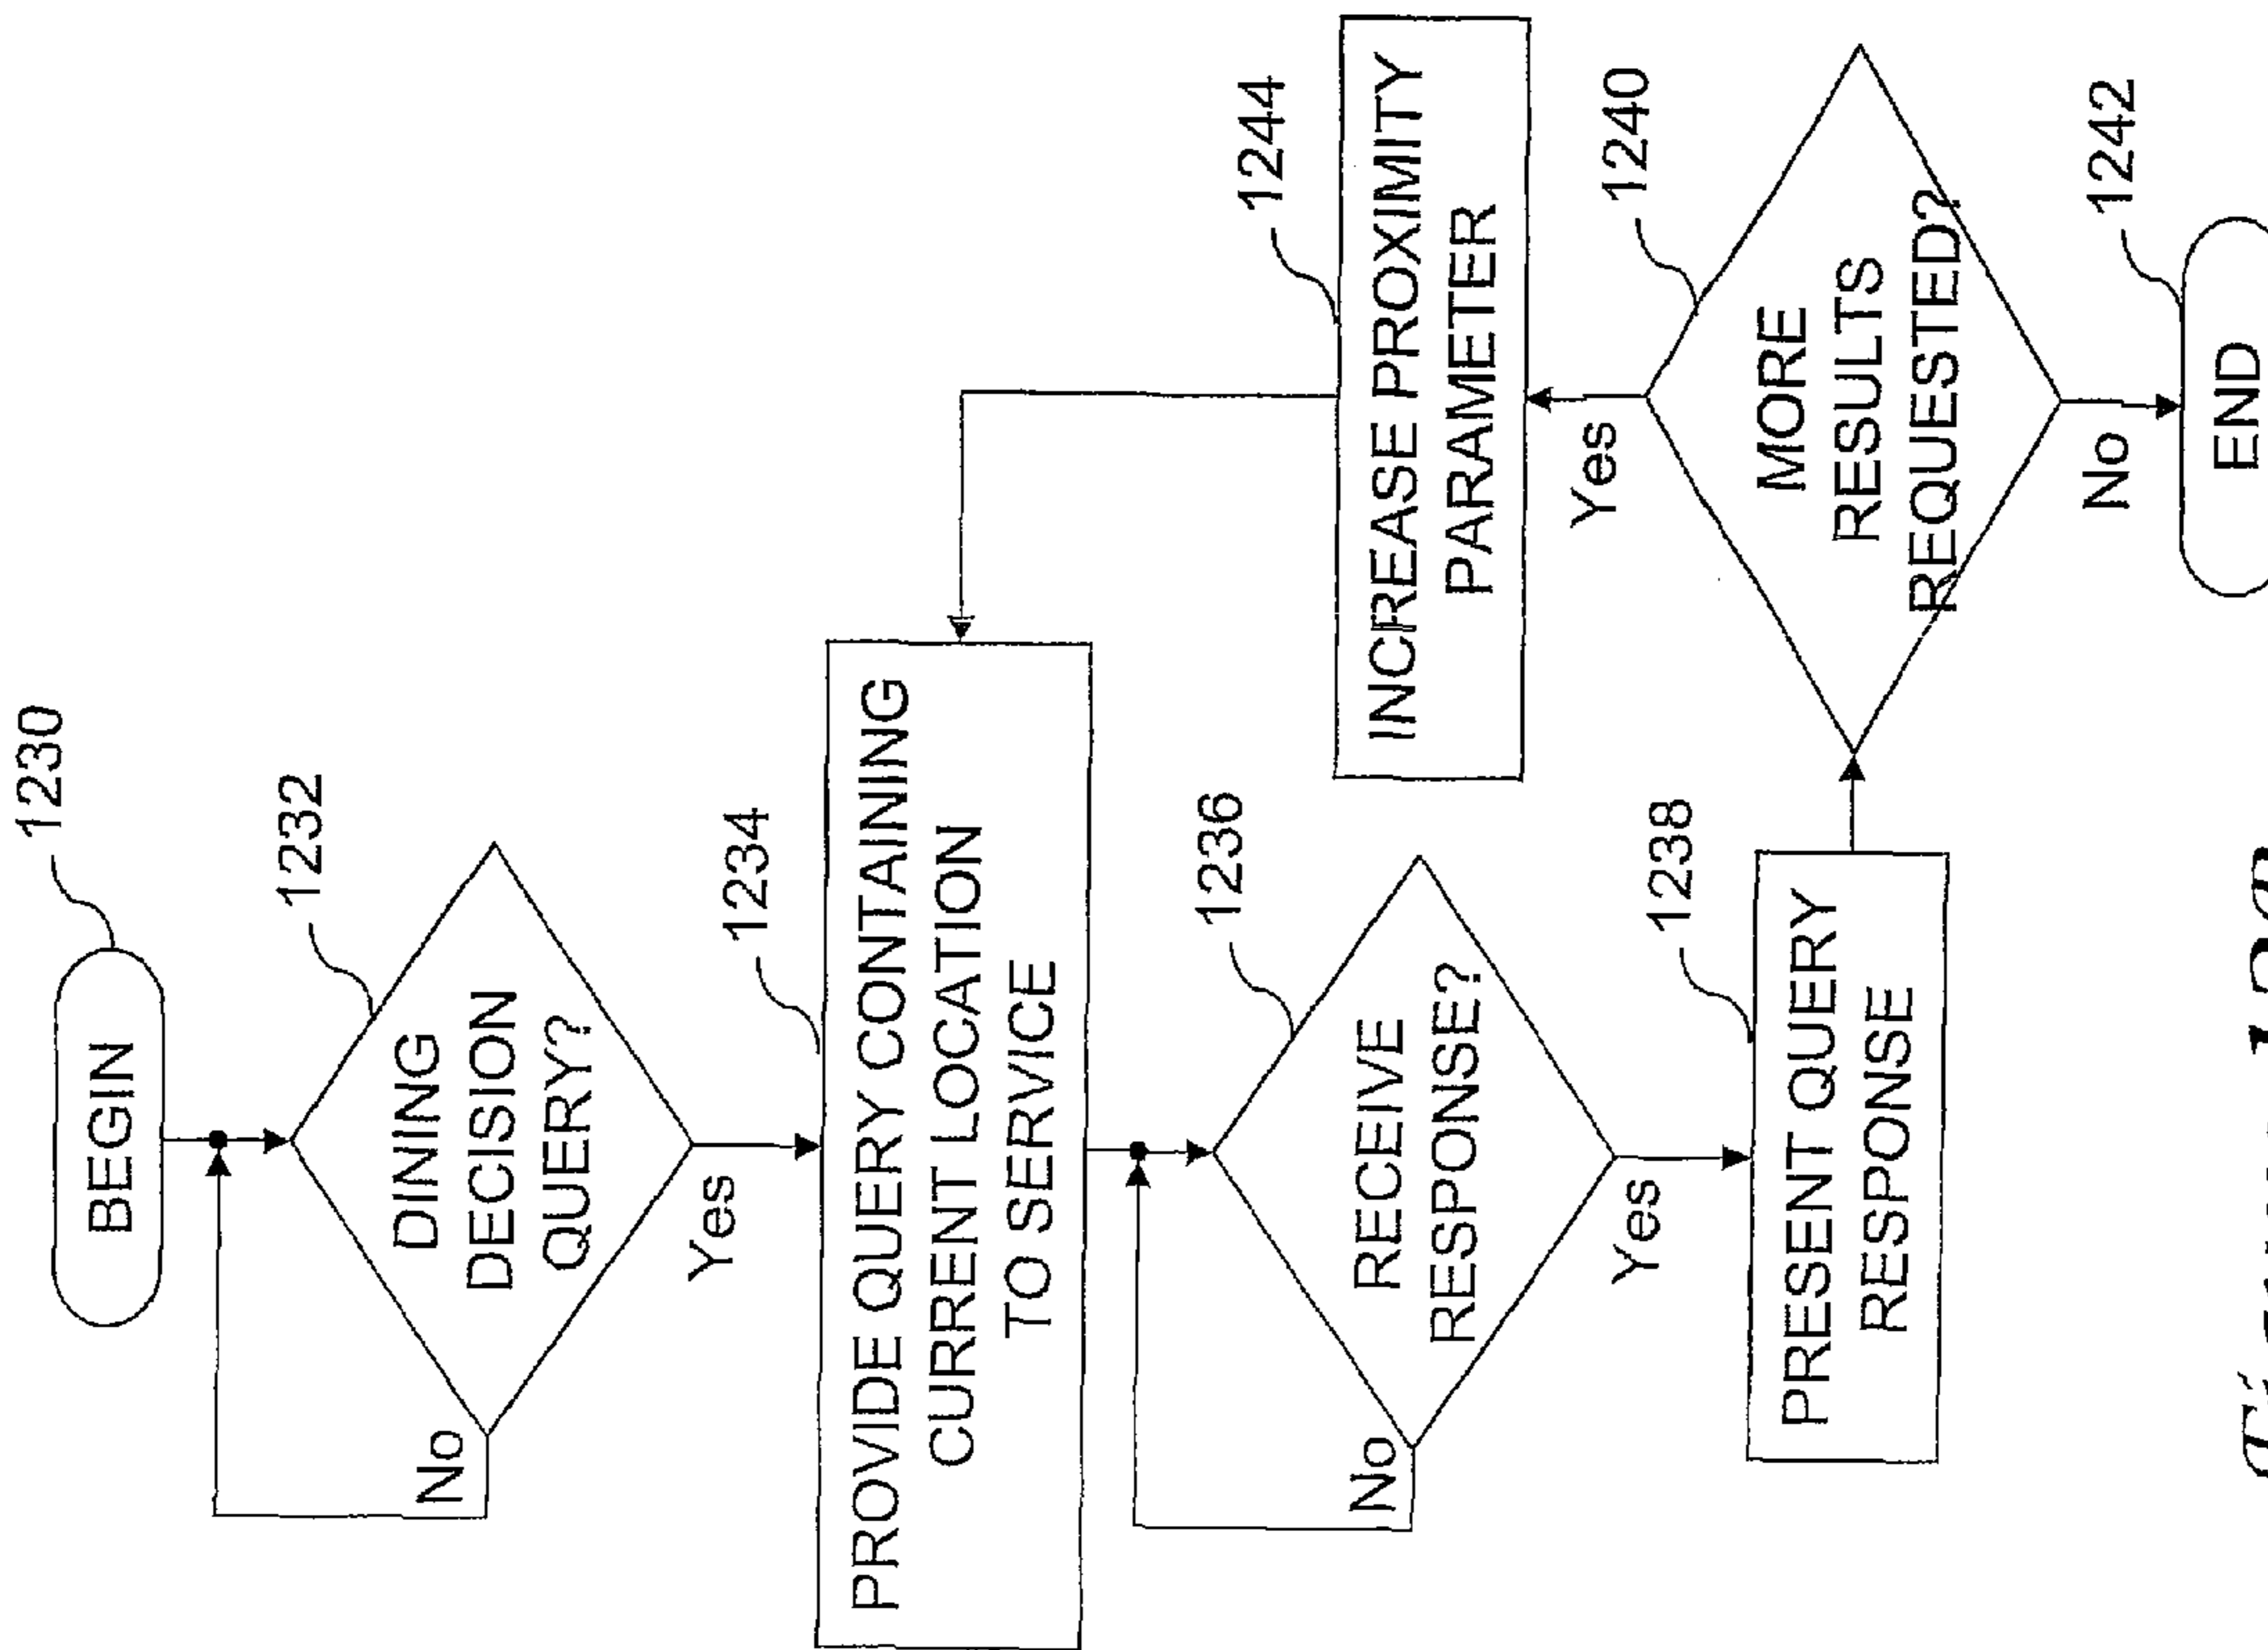 1230
BEGIN
1232
DINING
DECISION
QUERY?
No
Yes
1234
PROVIDE QUERY CONTAINING
CURRENT LOCATION
TO SERVICE
1236
RECEIVE
RESPONSE?
No
Yes
1238
PRESENT QUERY
RESPONSE
1244
INCREASE PROXIMITY
PARAMETER
Yes
1240
MORE
RESULTS
REQUESTED?
No
1242
END